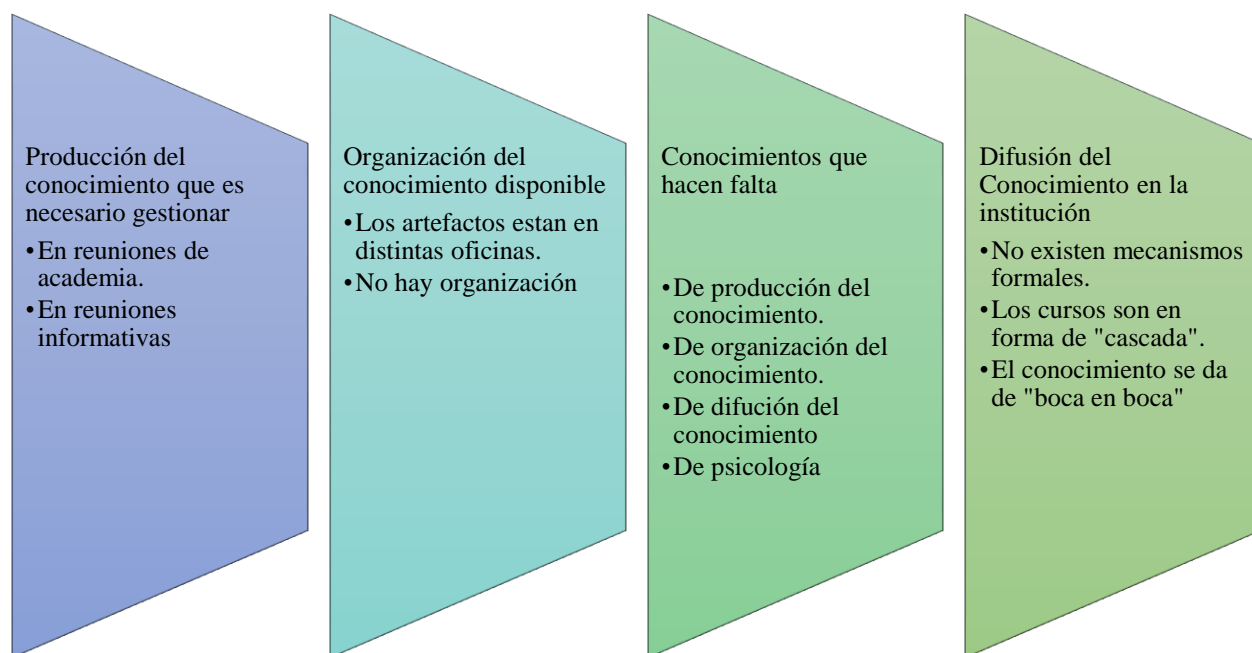 Producción del
conocimiento que es
necesario gestionar
•En reuniones de
academia.
•En reuniones
informativas
Organización del
conocimiento disponible
•Los artefactos estan en
distintas oficinas.
•No hay organización
Conocimientos que
hacen falta
•De producción del
conocimiento.
•De organización del
conocimiento.
•De difución del
conocimiento
•De psicología
Difusión del
Conocimiento en la
institución
•No existen mecanismos
formales.
•Los cursos son en
forma de "cascada".
•El conocimiento se da
de "boca en boca"